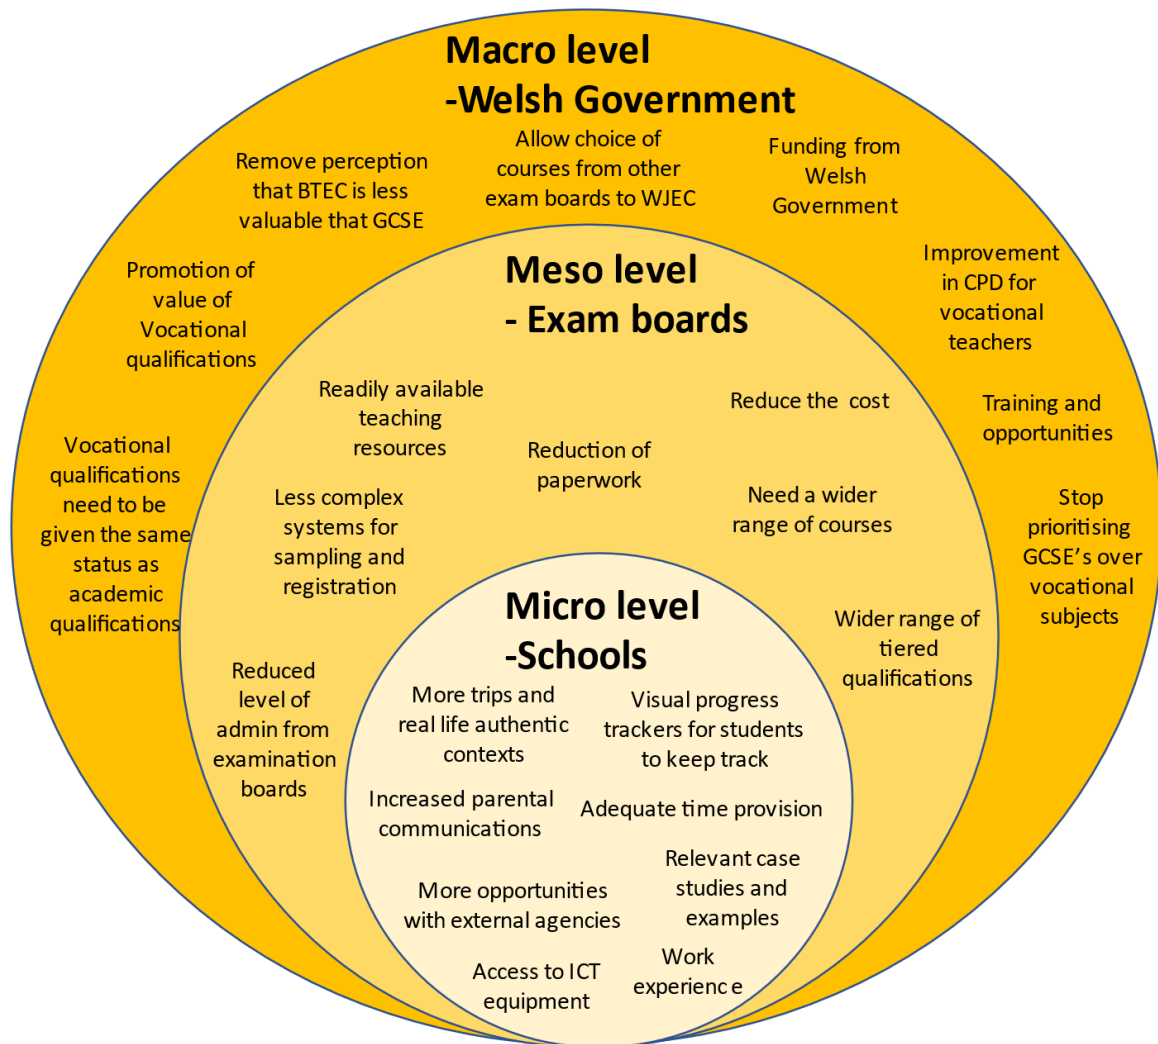 Macro level
-Welsh Government
Remove perception
that BTEC is less
valuable that GCSE
Allow choice of
courses from other
exam boards to WJEC
Funding from
Welsh
Government
Promotion of
value of
Vocational
qualifications
Improvement
in CPD for
vocational
teachers
Vocational
qualifications
need to be
given the same
status as
academic
qualifications
Training and
opportunities
Stop
prioritising
GCSE's over
vocational
subjects
Meso level
- Exam boards
Readily available
teaching
resources
Reduce the cost
Reduction of
paperwork
Less complex
systems for
sampling and
registration
Need a wider
range of courses
Wider range of
tiered
qualifications
Reduced
level of
admin from
examination
boards
Micro level
-Schools
More trips and
real life authentic
contexts
Visual progress
trackers for students
to keep track
Increased parental
communications
Adequate time provision
More opportunities
with external agencies
Relevant case
studies and
examples
Access to ICT
equipment
Work
experience